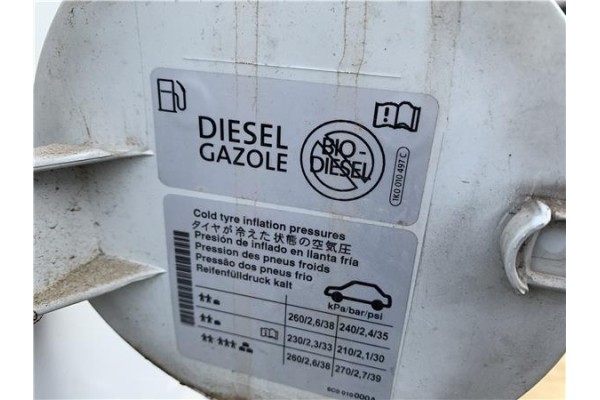 DIESEL
GAZOLE
BIO-
DIESEL
1K0 010 497 C
Cold tyre inflation pressures
タイヤが冷えた状態の空気圧
Presión de inflado en llanta fría
Pression des pneus froids
Pressão dos pneus frio
Reifenfülldruck kalt
kPa/bar/psi
260/2,6/38 240/2,4/35
230/2,3/33 210/2,1/30
260/2,6/38 270/2,7/39
6C0 010 000A